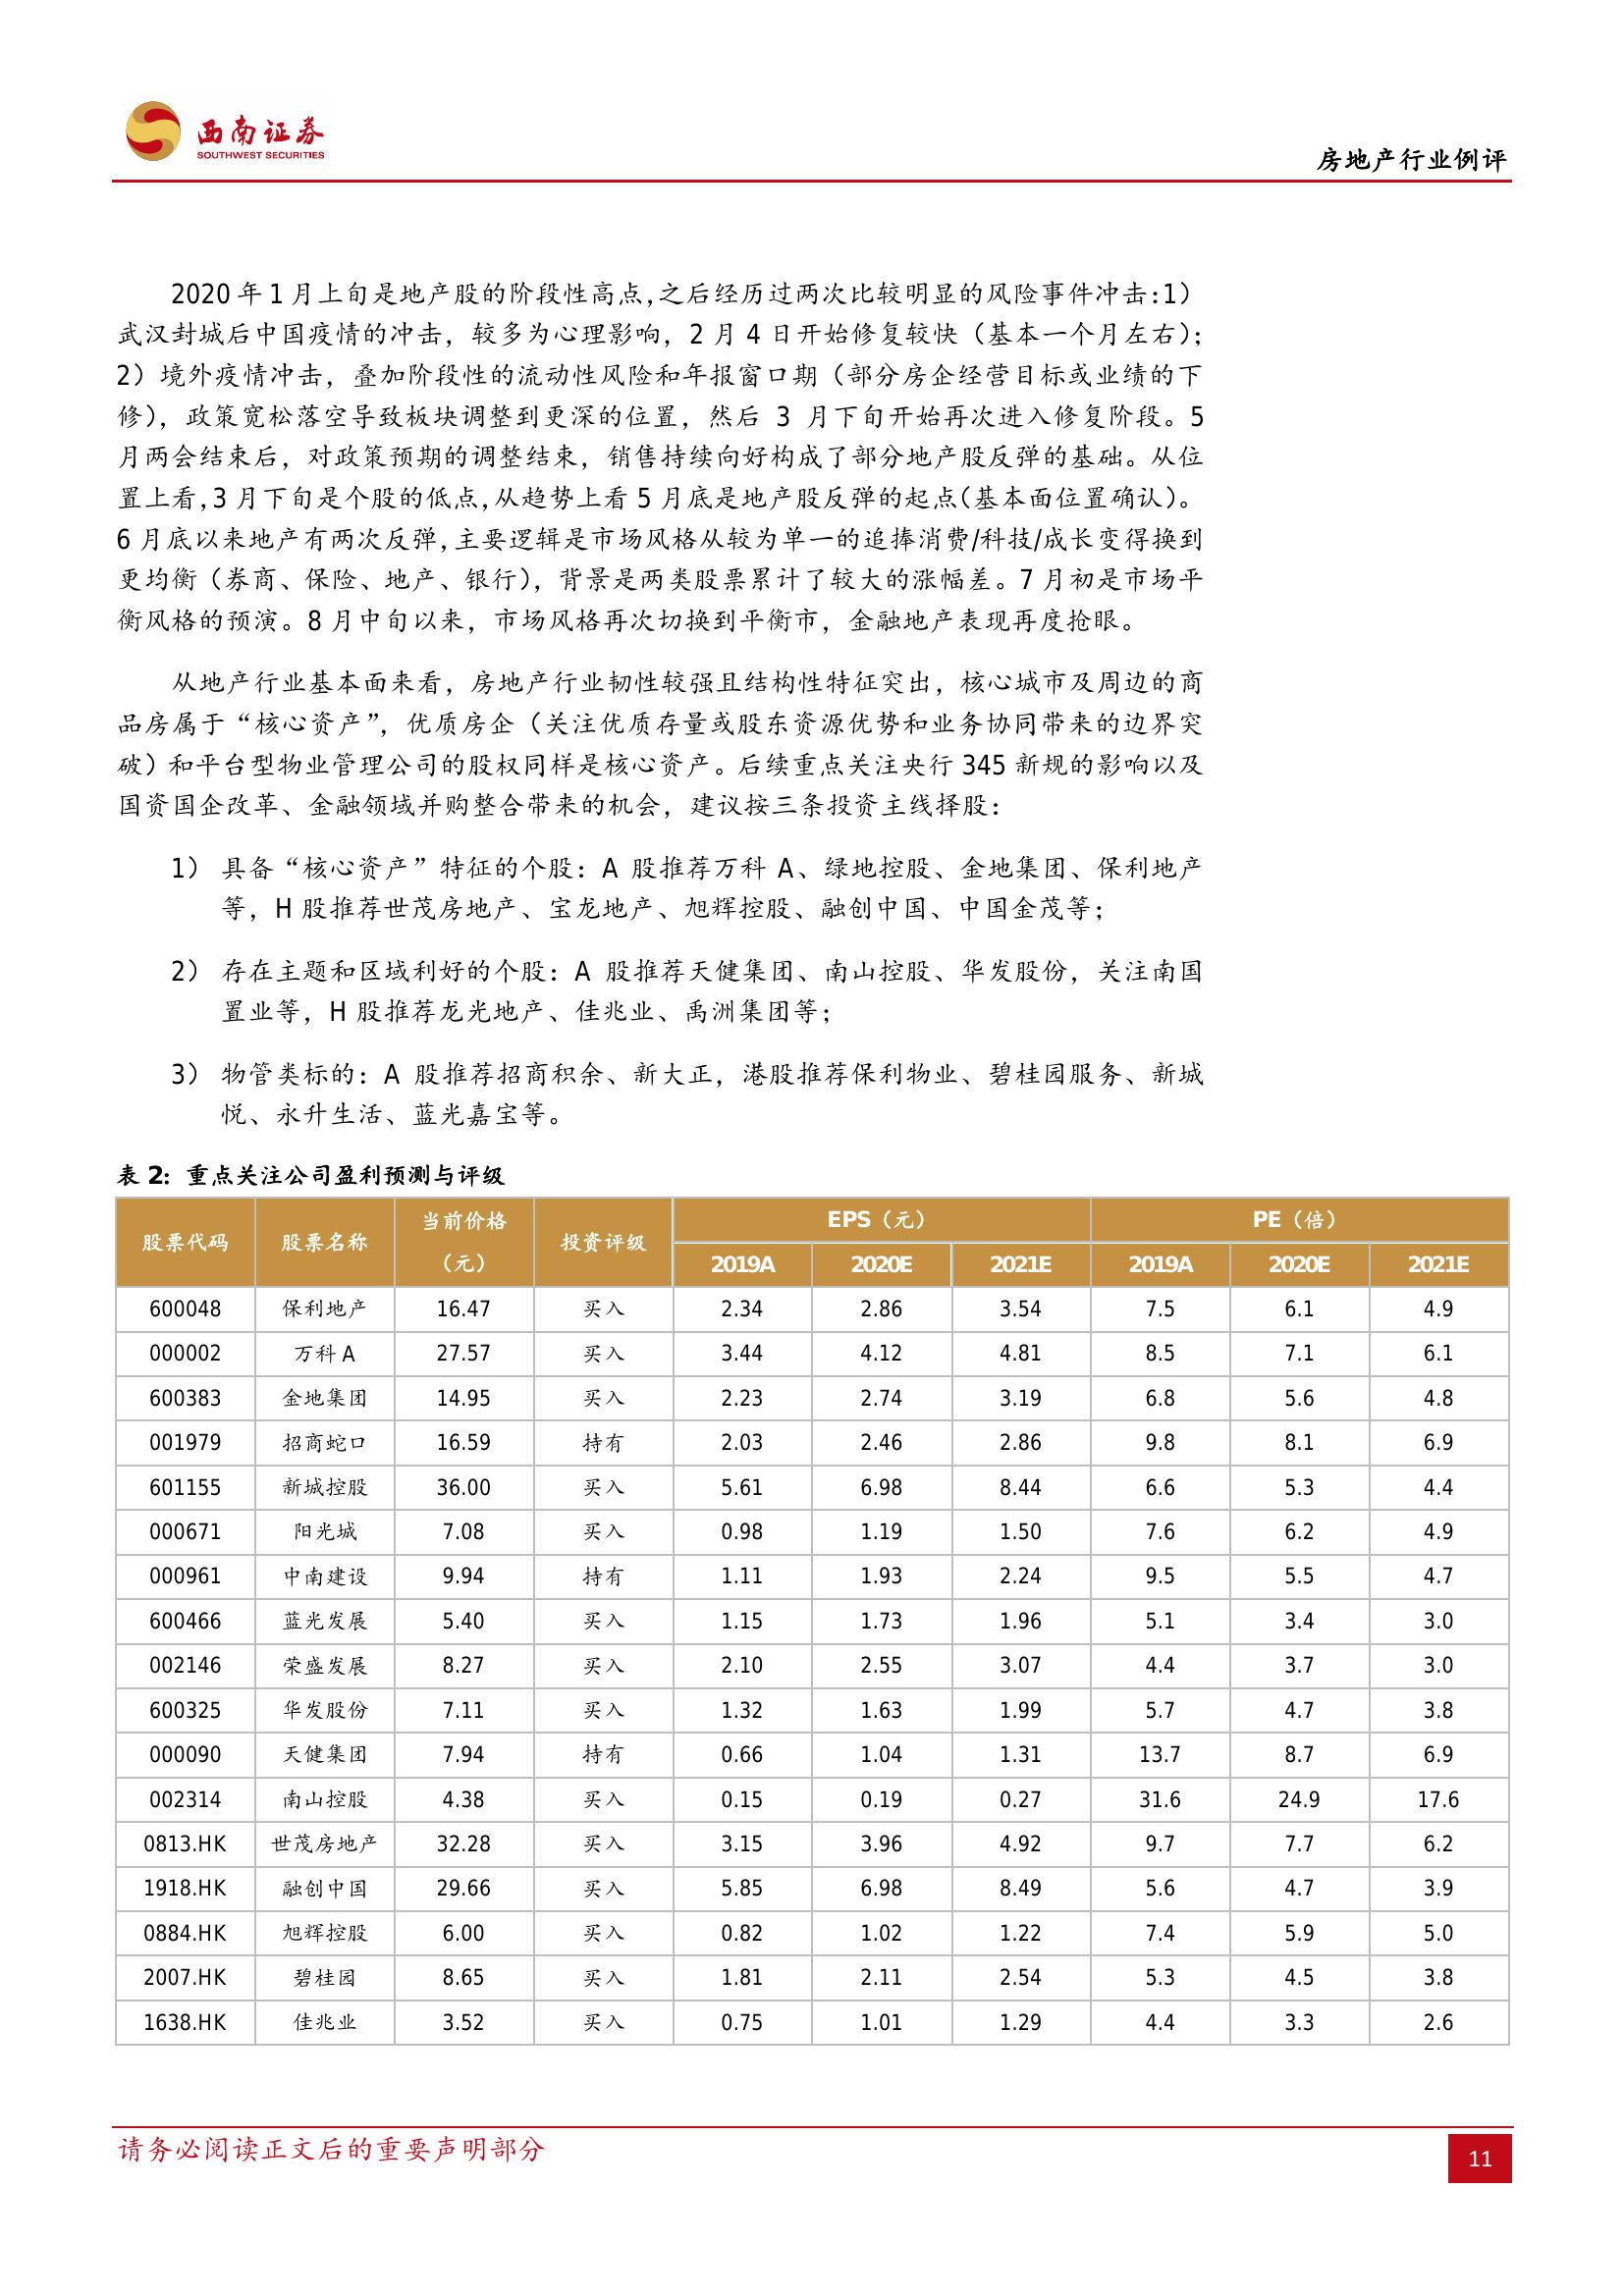 西南证券
SOUTHWEST SECURITIES
房地产行业例评
2020 年 1 月上旬是地产股的阶段性高点，之后经历过两次比较明显的风险事件冲击：1）
武汉封城后中国疫情的冲击，较多为心理影响，2 月 4 日开始修复较快（基本一个月左右）；
2）境外疫情冲击，叠加阶段性的流动性风险和年报窗口期（部分房企经营目标或业绩的下
修），政策宽松落空导致板块调整到更深的位置，然后 3 月下旬开始再次进入修复阶段。5
月两会结束后，对政策预期的调整结束，销售持续向好构成了部分地产股反弹的基础。从位
置上看，3 月下旬是个股的低点，从趋势上看 5 月底是地产股反弹的起点（基本面位置确认）。
6 月底以来地产有两次反弹，主要逻辑是市场风格从较为单一的追捧消费/科技/成长变得换到
更均衡（券商、保险、地产、银行），背景是两类股票累计了较大的涨幅差。7 月初是市场平
衡风格的预演。8 月中旬以来，市场风格再次切换到平衡市，金融地产表现再度抢眼。
从地产行业基本面来看，房地产行业韧性较强且结构性特征突出，核心城市及周边的商
品房属于“核心资产”，优质房企（关注优质存量或股东资源优势和业务协同带来的边界突
破）和平台型物业管理公司的股权同样是核心资产。后续重点关注央行 345 新规的影响以及
国资国企改革、金融领域并购整合带来的机会，建议按三条投资主线择股：
1） 具备“核心资产”特征的个股：A 股推荐万科 A、绿地控股、金地集团、保利地产
等，H 股推荐世茂房地产、宝龙地产、旭辉控股、融创中国、中国金茂等；
2） 存在主题和区域利好的个股：A 股推荐天健集团、南山控股、华发股份，关注南国
置业等，H 股推荐龙光地产、佳兆业、禹洲集团等；
3） 物管类标的：A 股推荐招商积余、新大正，港股推荐保利物业、碧桂园服务、新城
悦、永升生活、蓝光嘉宝等。
表 2：重点关注公司盈利预测与评级
股票代码 股票名称 当前价格（元） 投资评级 EPS（元） PE（倍）
2019A 2020E 2021E 2019A 2020E 2021E
600048 保利地产 16.47 买入 2.34 2.86 3.54 7.5 6.1 4.9
000002 万科 A 27.57 买入 3.44 4.12 4.81 8.5 7.1 6.1
600383 金地集团 14.95 买入 2.23 2.74 3.19 6.8 5.6 4.8
001979 招商蛇口 16.59 持有 2.03 2.46 2.86 9.8 8.1 6.9
601155 新城控股 36.00 买入 5.61 6.98 8.44 6.6 5.3 4.4
000671 阳光城 7.08 买入 0.98 1.19 1.50 7.6 6.2 4.9
000961 中南建设 9.94 持有 1.11 1.93 2.24 9.5 5.5 4.7
600466 蓝光发展 5.40 买入 1.15 1.73 1.96 5.1 3.4 3.0
002146 荣盛发展 8.27 买入 2.10 2.55 3.07 4.4 3.7 3.0
600325 华发股份 7.11 买入 1.32 1.63 1.99 5.7 4.7 3.8
000090 天健集团 7.94 持有 0.66 1.04 1.31 13.7 8.7 6.9
002314 南山控股 4.38 买入 0.15 0.19 0.27 31.6 24.9 17.6
0813.HK 世茂房地产 32.28 买入 3.15 3.96 4.92 9.7 7.7 6.2
1918.HK 融创中国 29.66 买入 5.85 6.98 8.49 5.6 4.7 3.9
0884.HK 旭辉控股 6.00 买入 0.82 1.02 1.22 7.4 5.9 5.0
2007.HK 碧桂园 8.65 买入 1.81 2.11 2.54 5.3 4.5 3.8
1638.HK 佳兆业 3.52 买入 0.75 1.01 1.29 4.4 3.3 2.6
请务必阅读正文后的重要声明部分
11